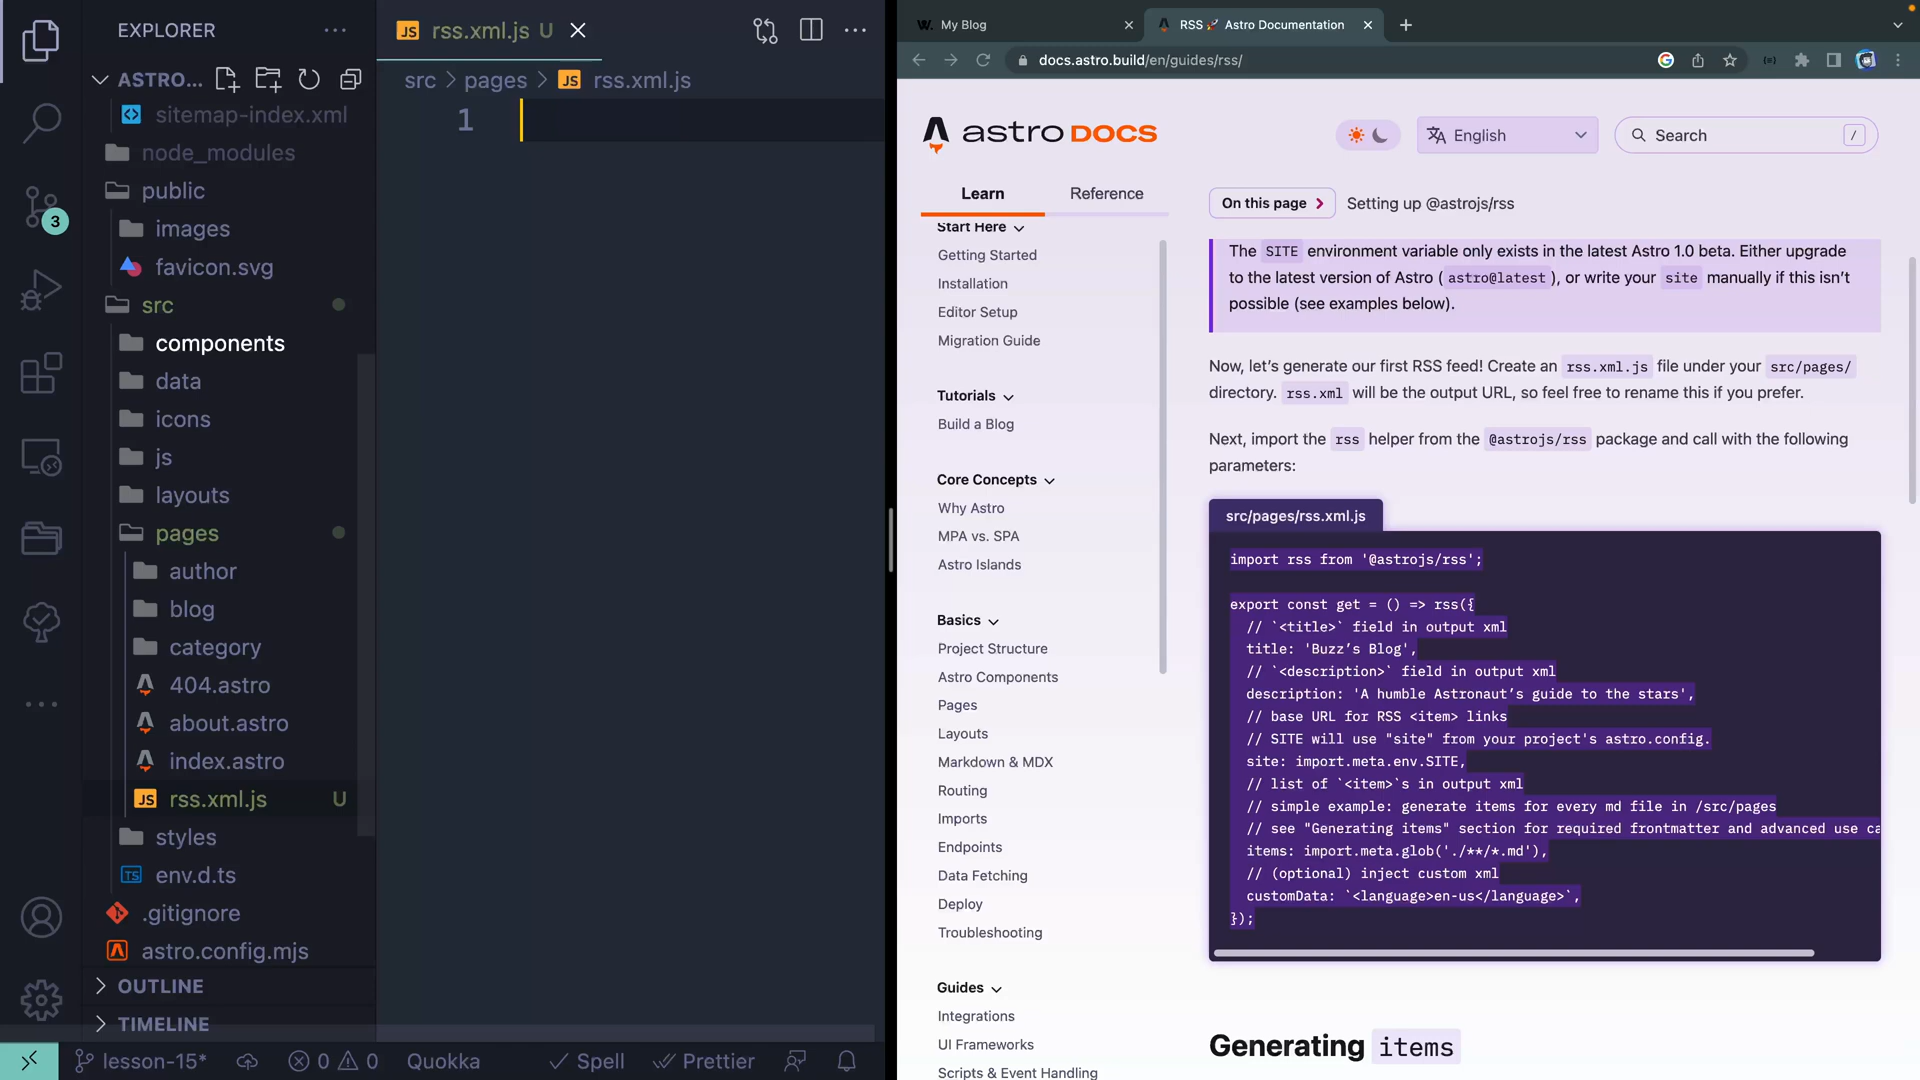 EXPLORER
ASTRO...
sitemap-index.xml
node_modules
public
images
favicon.svg
src
components
data
icons
js
layouts
pages
author
blog
category
404.astro
about.astro
index.astro
JS rss.xml.js U
styles
TS env.d.ts
.gitignore
astro.config.mjs
OUTLINE
TIMELINE
3
JS rss.xml.js U
src > pages > JS rss.xml.js
1
lesson-15* 0 0 Quokka Spell Prettier
W. My Blog
RSS 🚀 Astro Documentation
docs.astro.build/en/guides/rss/
astro DOCS
English
Search /
Learn Reference
On this page Setting up @astrojs/rss
Start Here
Getting Started
Installation
Editor Setup
Migration Guide
Tutorials
Build a Blog
Core Concepts
Why Astro
MPA vs. SPA
Astro Islands
Basics
Project Structure
Astro Components
Pages
Layouts
Markdown & MDX
Routing
Imports
Endpoints
Data Fetching
Deploy
Troubleshooting
Guides
Integrations
UI Frameworks
Scripts & Event Handling
The SITE environment variable only exists in the latest Astro 1.0 beta. Either upgrade
to the latest version of Astro (astro@latest), or write your site manually if this isn’t
possible (see examples below).
Now, let’s generate our first RSS feed! Create an rss.xml.js file under your src/pages/
directory. rss.xml will be the output URL, so feel free to rename this if you prefer.
Next, import the rss helper from the @astrojs/rss package and call with the following
parameters:
src/pages/rss.xml.js
import rss from '@astrojs/rss';
export const get = () => rss({
// `<title>` field in output xml
title: 'Buzz’s Blog',
// `<description>` field in output xml
description: 'A humble Astronaut’s guide to the stars',
// base URL for RSS <item> links
// SITE will use "site" from your project's astro.config.
site: import.meta.env.SITE,
// list of `<item>`s in output xml
// simple example: generate items for every md file in /src/pages
// see "Generating items" section for required frontmatter and advanced use ca
items: import.meta.glob('./**/*.md'),
// (optional) inject custom xml
customData: `<language>en-us</language>`,
});
Generating items